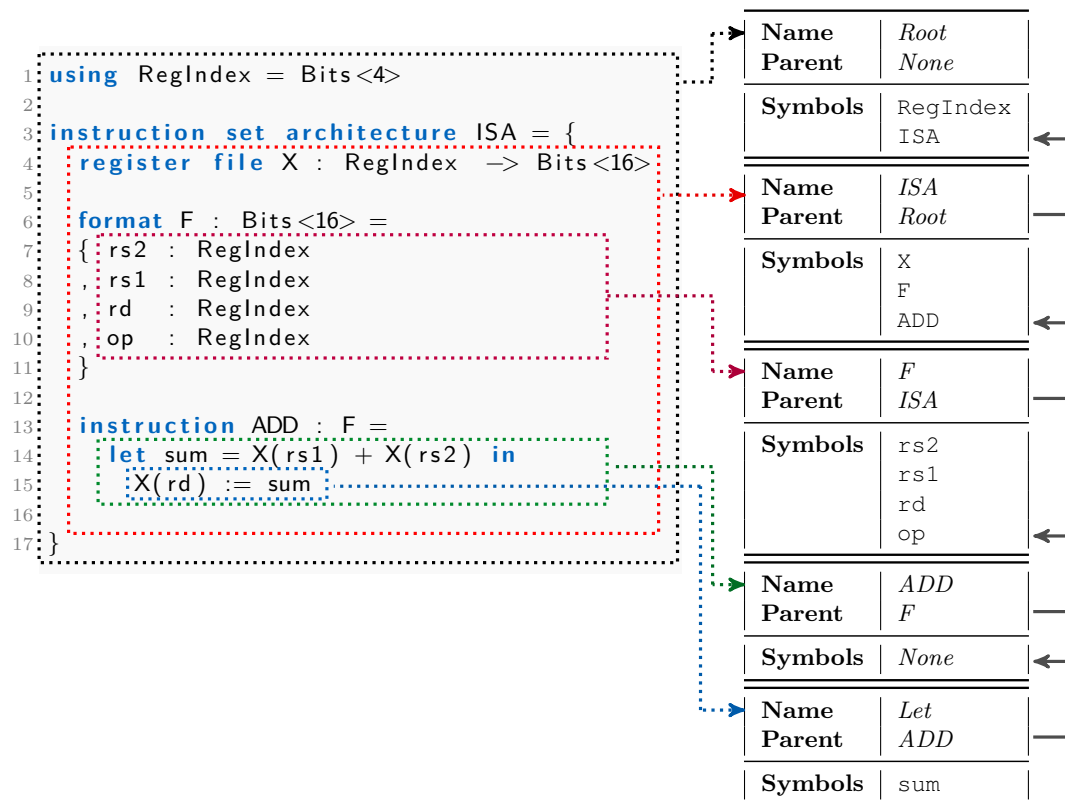 1 using RegIndex = Bits<4>
2
3 instruction set architecture ISA = {
4 register file X : RegIndex -> Bits<16>
5
6 format F : Bits<16> =
7 { rs2 : RegIndex
8 , rs1 : RegIndex
9 , rd : RegIndex
10 , op : RegIndex
11 }
12
13 instruction ADD : F =
14 let sum = X(rs1) + X(rs2) in
15 X(rd) := sum
16
17 }
Name Root
Parent None
Symbols RegIndex
ISA
Name ISA
Parent Root
Symbols X
F
ADD
Name F
Parent ISA
Symbols rs2
rs1
rd
op
Name ADD
Parent F
Symbols None
Name Let
Parent ADD
Symbols sum